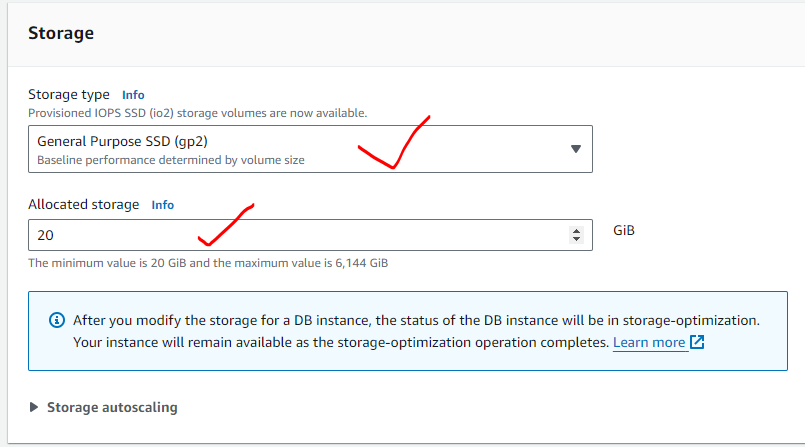 Storage
Storage type Info
Provisioned IOPS SSD (io2) storage volumes are now available.
General Purpose SSD (gp2)
Baseline performance determined by volume size
Allocated storage Info
20
GiB
The minimum value is 20 GiB and the maximum value is 6,144 GiB
After you modify the storage for a DB instance, the status of the DB instance will be in storage-optimization.
Your instance will remain available as the storage-optimization operation completes. Learn more
Storage autoscaling